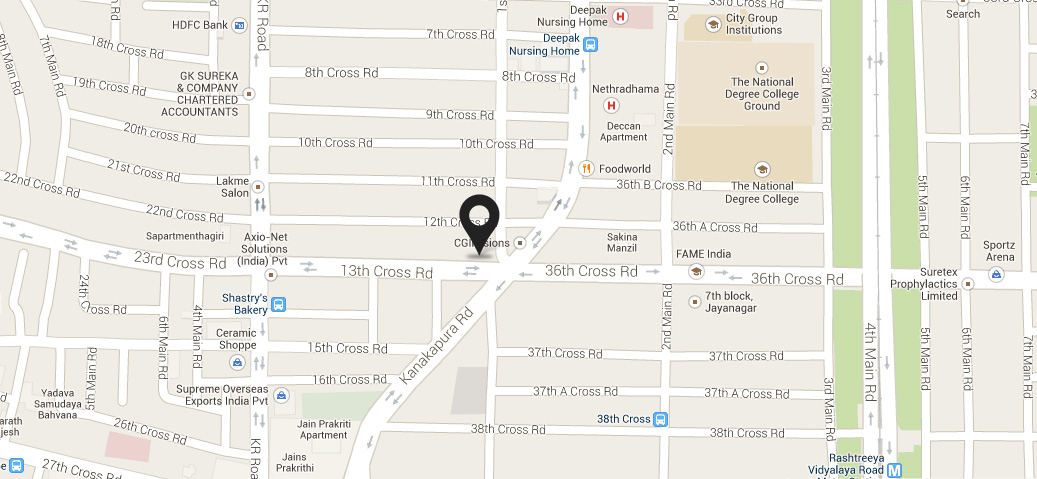 33rd Cross Rd
Deepak
Nursing Home
City Group
Institutions
Search
HDFC Bank
KR Road
7th Cross Rd
Deepak
Nursing Home
8th Main Rd
7th Main Rd
18th Cross Rd
8th Cross Rd
8th Cross Rd
GK SUREKA
& COMPANY
CHARTERED
ACCOUNTANTS
19th Cross Rd
9th Cross Rd
Nethradhama
The National
Degree College
Ground
2nd Main Rd
3rd Main Rd
20th cross Rd
10th Cross Rd
10th Cross Rd
Deccan
Apartment
7th Main Rd
21st Cross Rd
22nd Cross Rd
Foodworld
Lakme
Salon
11th Cross Rd
36th B Cross Rd
The National
Degree College
5th Main Rd
6th Main Rd
22nd Cross Rd
12th Cross R
36th A Cross Rd
Sapartmenthagiri
Axio-Net
Solutions
(India) Pvt
Sakina
Manzil
FAME India
Sportz
Arena
23rd Cross Rd
13th Cross Rd
36th Cross Rd
36th Cross Rd
Suretex
Prophylactics
Limited
7th block,
Jayanagar
24th Cross Rd
Shastry's
Bakery
6th Main Rd
4th Main Rd
2nd Main Rd
4th Main Rd
5th Main Rd
6th Main Rd
7th Main Rd
Ceramic
Shoppe
15th Cross Rd
Kanakapura Rd
37th Cross Rd
37th Cross Rd
16th Cross Rd
Supreme Overseas
Exports India Pvt
15th Main Rd
37th A Cross Rd
37th A Cross Rd
3rd Main Rd
Yadava
Samudaya
Bahvana
38th Cross
Jain Prakriti
Apartment
38th Cross Rd
38th Cross Rd
26th Cross Rd
KR Road
Jains
Prakrithi
27th Cross Rd
Rashtreeya
Vidyalaya Road